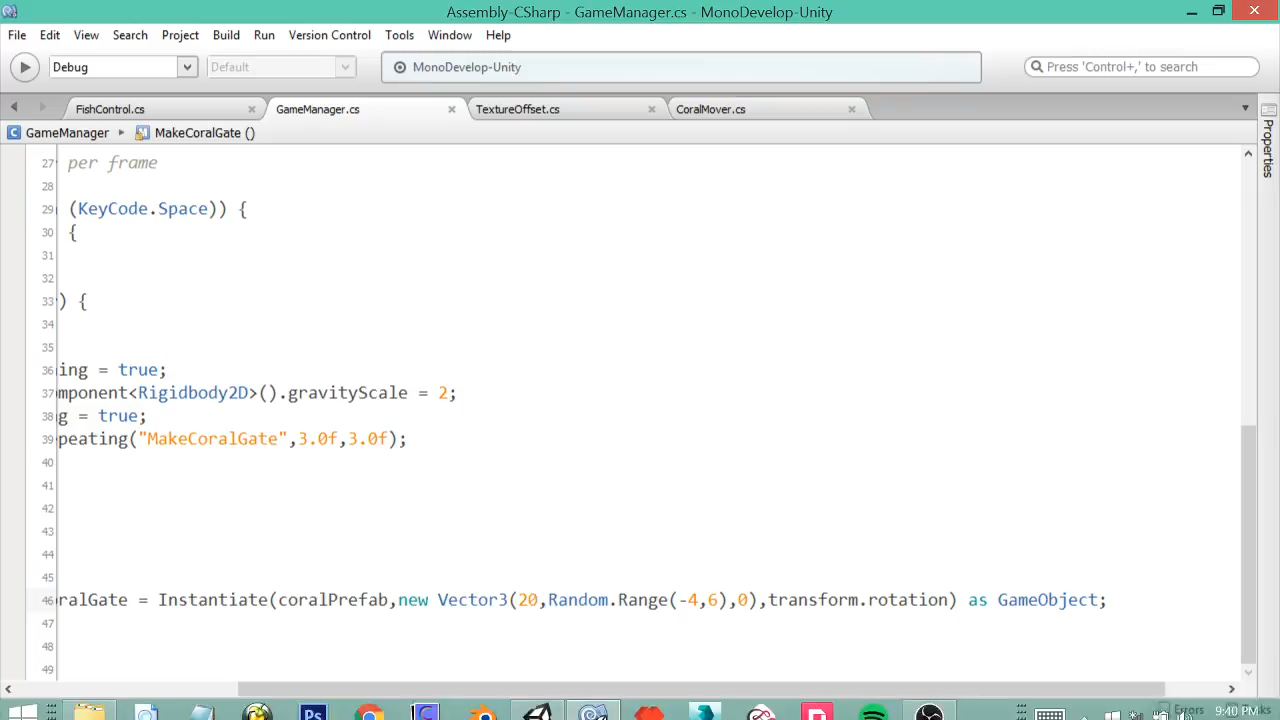 Assembly-CSharp - GameManager.cs - MonoDevelop-Unity
File Edit View Search Project Build Run Version Control Tools Window Help
Debug Default MonoDevelop-Unity Press 'Control+,' to search
FishControl.cs GameManager.cs TextureOffset.cs CoralMover.cs
GameManager MakeCoralGate ()
Properties
27 per frame
28
29 (KeyCode.Space)) {
30 {
31
32
33 ) {
34
35
36 ing = true;
37 mponent<Rigidbody2D>().gravityScale = 2;
38 g = true;
39 peating("MakeCoralGate",3.0f,3.0f);
40
41
42
43
44
45
46 ralGate = Instantiate(coralPrefab,new Vector3(20,Random.Range(-4,6),0),transform.rotation) as GameObject;
47
48
49
Errors
9:40 PM